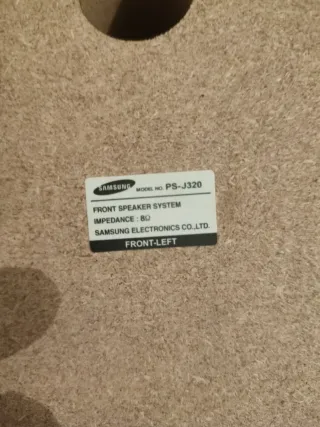 SAMSUNG MODEL NO. PS-J320
FRONT SPEAKER SYSTEM
IMPEDANCE : 8Ω
SAMSUNG ELECTRONICS CO.,LTD.
FRONT-LEFT